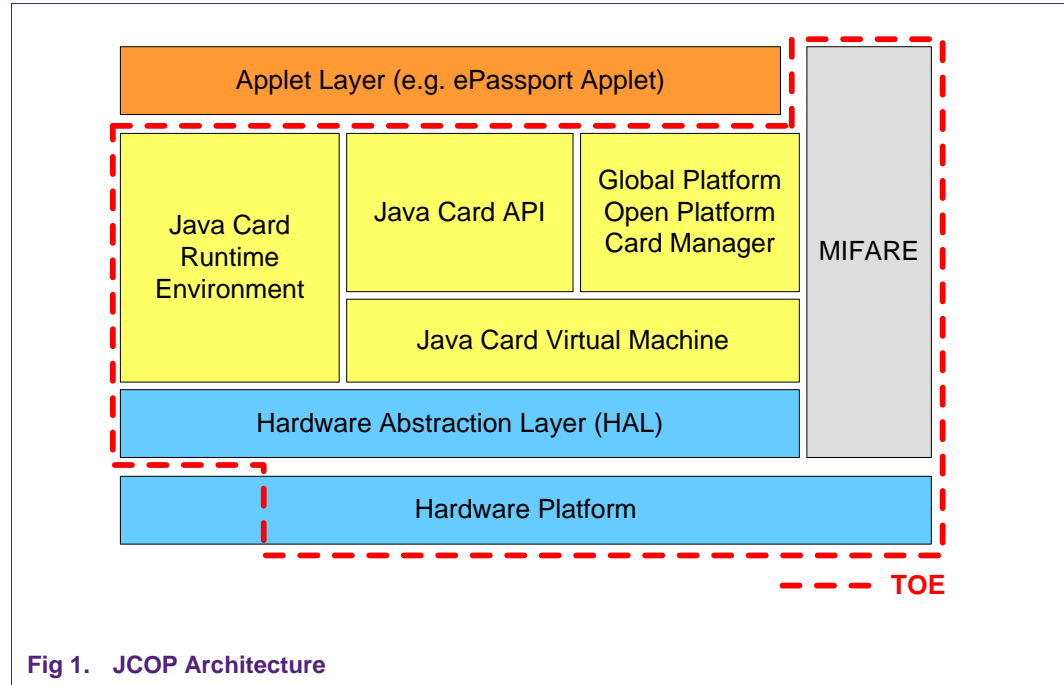 Applet Layer (e.g. ePassport Applet)
Java Card
Runtime
Environment
Java Card API
Global Platform
Open Platform
Card Manager
MIFARE
Java Card Virtual Machine
Hardware Abstraction Layer (HAL)
Hardware Platform
TOE
Fig 1. JCOP Architecture